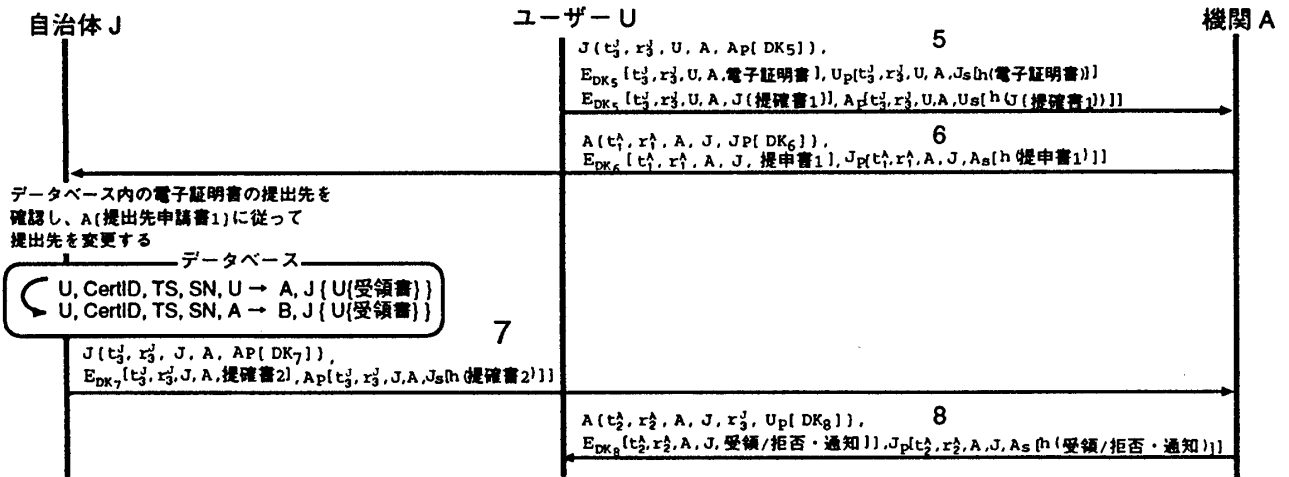 自治体 J
ユーザー U
機関 A
5
J(t₃ᴶ, r₃ᴶ, U, A, Ap[ DK5]),
E_DK5 [t₃ᴶ,r₃ᴶ,U,A,電子証明書], Up[t₃ᴶ,r₃ᴶ,U,A,Js[h(電子証明書)]]
E_DK5 [t₃ᴶ,r₃ᴶ,U,A,J(提確書1)], Ap[t₃ᴶ,r₃ᴶ,U,A,Us[h(J(提確書1))]]
6
A(t₁ᴬ, r₁ᴬ, A, J, JP[ DK6]),
E_DK6 [ t₁ᴬ, r₁ᴬ, A, J, 提申書1], Jp[t₁ᴬ,r₁ᴬ,A,J,As[h(提申書1)]]
データベース内の電子証明書の提出先を
確認し、A(提出先申請書1)に従って
提出先を変更する
データベース
U, CertID, TS, SN, U → A, J{ U{受領書} }
U, CertID, TS, SN, A → B, J{ U{受領書} }
7
J(t₃ᴶ, r₃ᴶ, J, A, AP[ DK7]),
E_DK7[t₃ᴶ,r₃ᴶ,J,A,提確書2],Ap[t₃ᴶ,r₃ᴶ,J,A,Js[h(提確書2)]]
8
A(t₂ᴬ, r₂ᴬ, A, J, r₃ᴶ, Up[ DK8]),
E_DK8[t₂ᴬ,r₂ᴬ,A,J,受領/拒否・通知]],Jp[t₂ᴬ,r₂ᴬ,A,J,As[h(受領/拒否・通知)]]